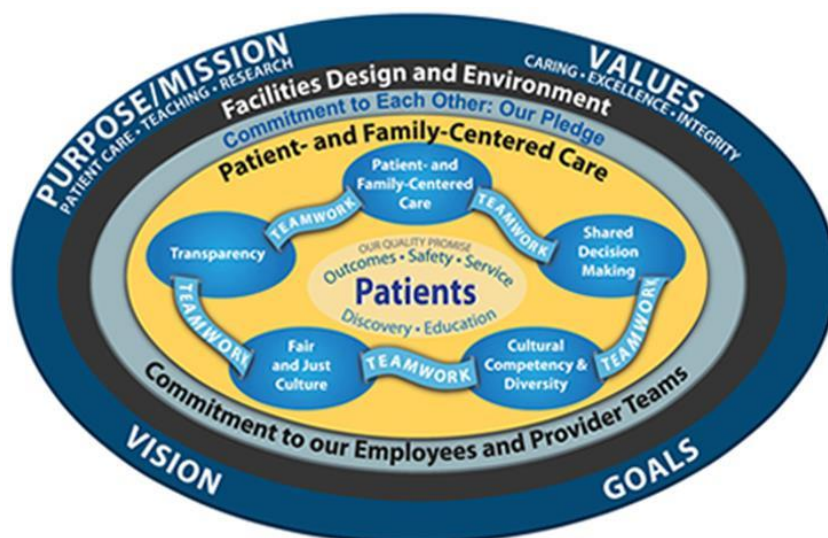 PURPOSE/MISSION
PATIENT CARE • TEACHING • RESEARCH
VALUES
CARING • EXCELLENCE • INTEGRITY
Facilities Design and Environment
Commitment to Each Other: Our Pledge
Patient- and Family-Centered Care
Patient- and
Family-Centered
Care
TEAMWORK
TEAMWORK
Transparency
Shared
Decision
Making
OUR QUALITY PROMISE
Outcomes • Safety • Service
Patients
Discovery • Education
TEAMWORK
TEAMWORK
Fair
and Just
Culture
TEAMWORK
Cultural
Competency &
Diversity
Commitment to our Employees and Provider Teams
VISION
GOALS